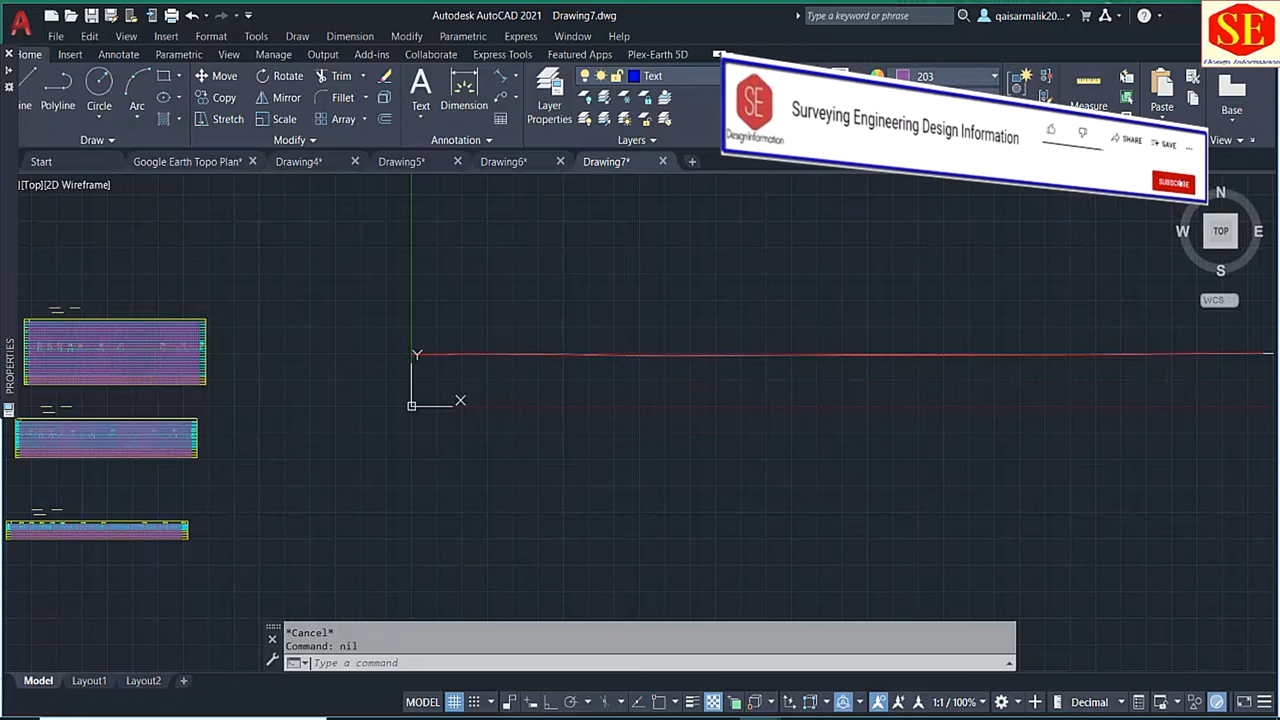 Autodesk AutoCAD 2021 Drawing7.dwg
Type a keyword or phrase
qaisarmalik20...
SE
File Edit View Insert Format Tools Draw Dimension Modify Parametric Express Window Help
Home Insert Annotate Parametric View Manage Output Add-ins Collaborate Express Tools Featured Apps Plex-Earth 5D
Move Rotate Trim
Text
203
Polyline Circle Arc
Copy Mirror Fillet
Text Dimension
Layer Properties
Measure
Paste
Base
Stretch Scale Array
Draw Modify Annotation Layers
View
SE
Design Information
Surveying Engineering Design Information
SHARE
SAVE
SUBSCRIBE
Start Google Earth Topo Plan* Drawing4* Drawing5* Drawing6* Drawing7*
[Top][2D Wireframe]
N
W TOP E
S
WCS
PROPERTIES
Y
X
*Cancel*
Command: nil
Type a command
Model Layout1 Layout2
MODEL
1:1 / 100%
Decimal